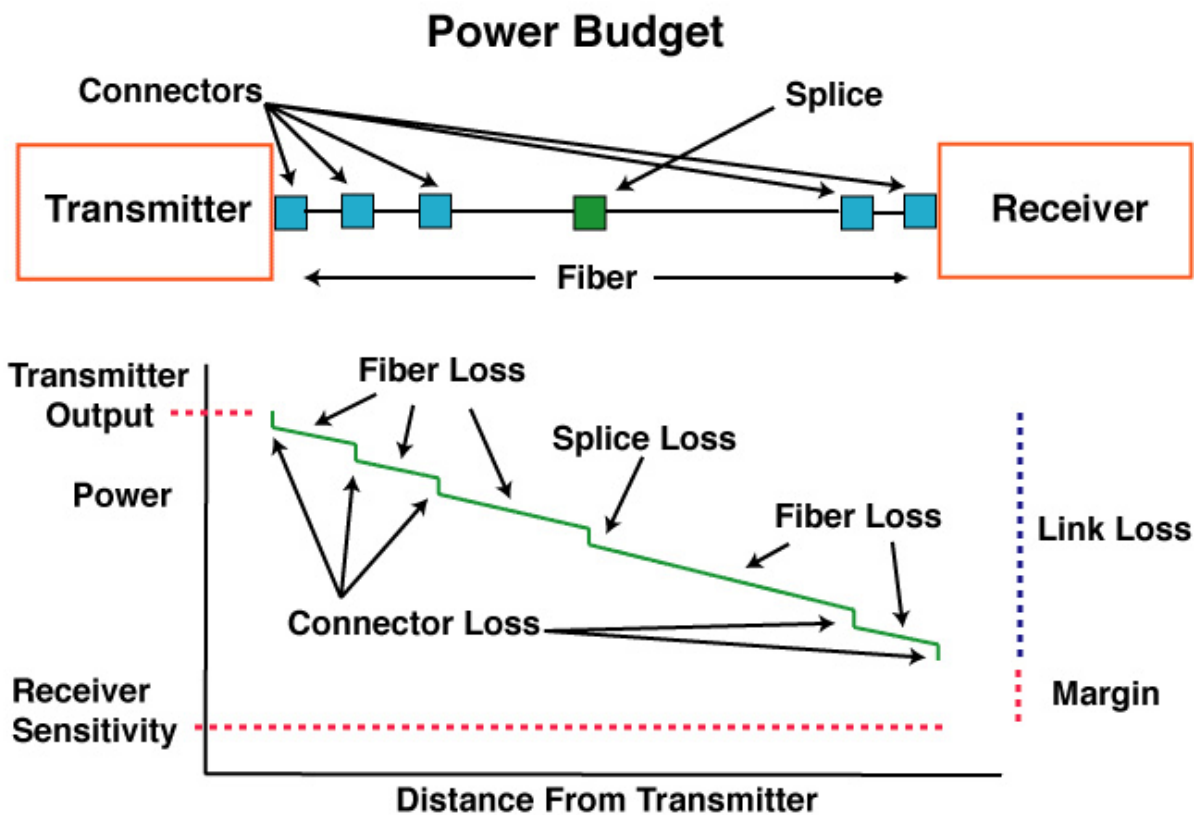 Power Budget
Connectors
Splice
Transmitter
Receiver
Fiber
Transmitter
Output
Fiber Loss
Splice Loss
Power
Fiber Loss
Link Loss
Connector Loss
Receiver
Sensitivity
Margin
Distance From Transmitter